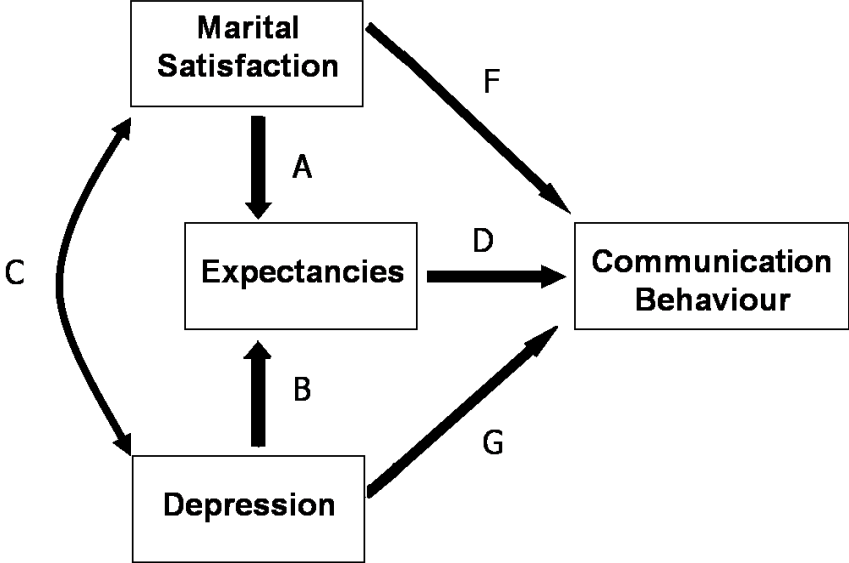 Marital
Satisfaction
F
A
C
Expectancies
D
Communication
Behaviour
B
G
Depression